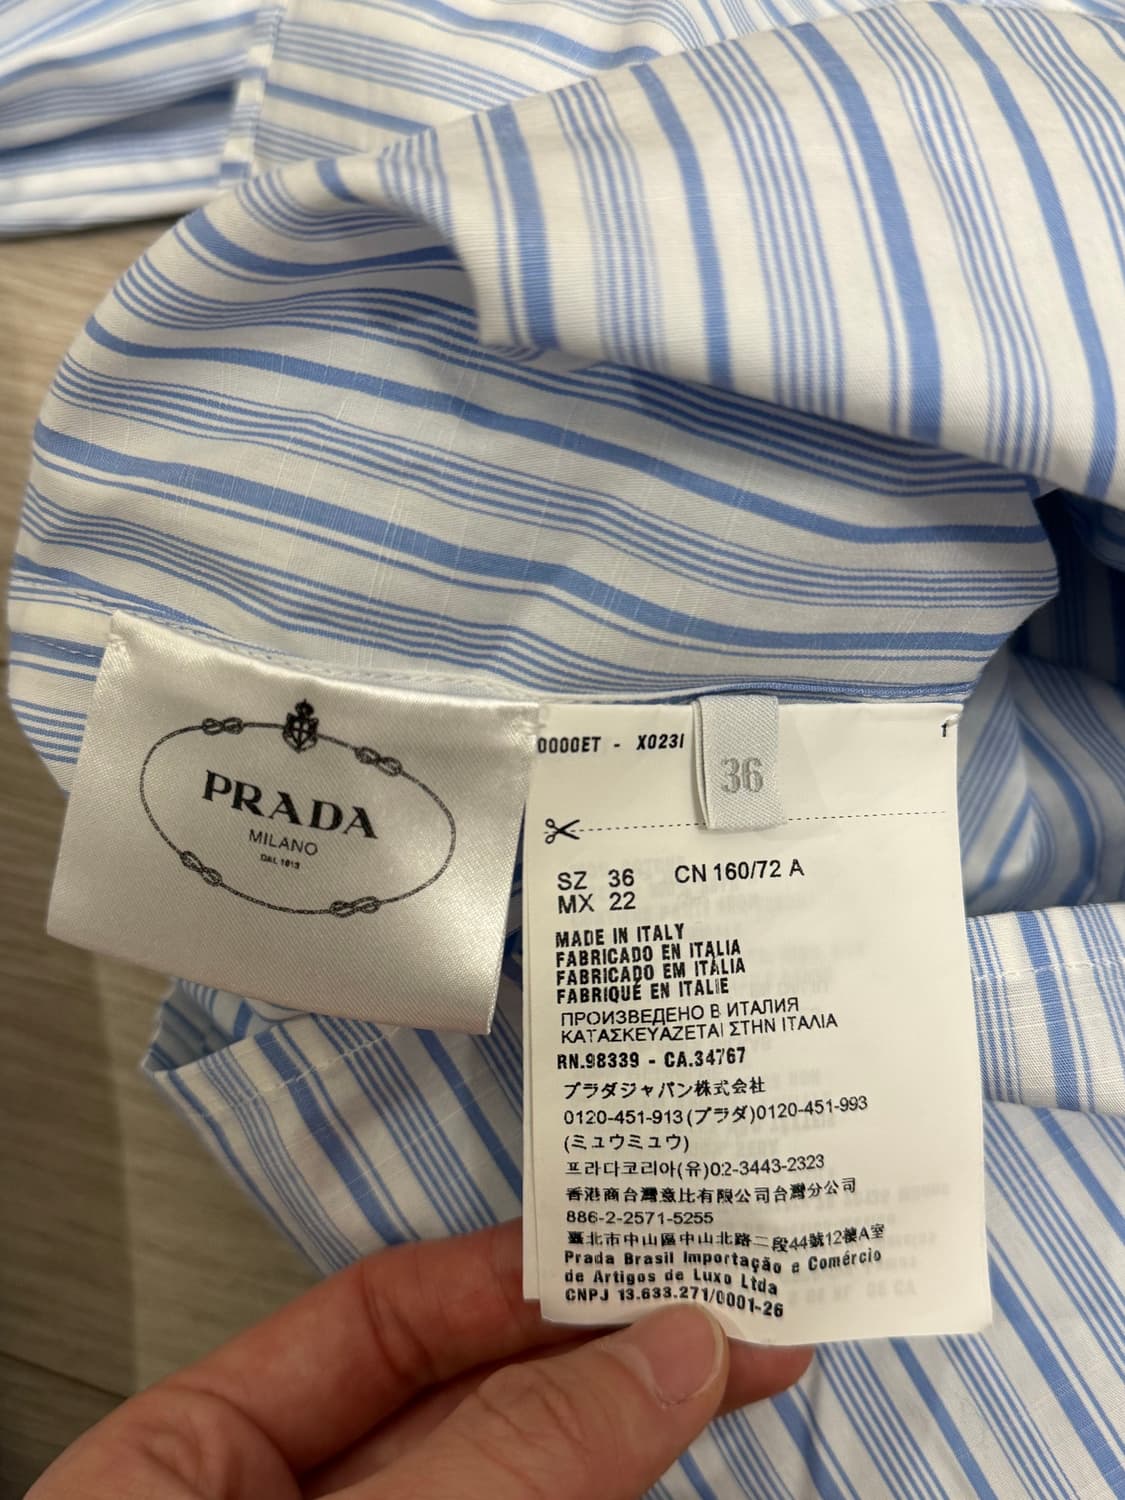 PRADA
MILANO
DAL 1913
0000ET - X023I
1
36
SZ 36 CN 160/72 A
MX 22
MADE IN ITALY
FABRICADO EN ITALIA
FABRICADO EM ITÁLIA
FABRIQUÉ EN ITALIE
ПРОИЗВЕДЕНО В ИТАЛИЯ
ΚΑΤΑΣΚΕΥΑΖΕΤΑΙ ΣΤΗΝ ΙΤΑΛΙΑ
RN.98339 - CA.34767
プラダジャパン株式会社
0120-451-913(プラダ)0120-451-993
(ミュウミュウ)
프라다코리아(유)02-3443-2323
香港商台灣意比有限公司台灣分公司
886-2-2571-5255
臺北市中山區中山北路二段44號12樓A室
Prada Brasil Importação e Comércio
de Artigos de Luxo Ltda
CNPJ 13.633.271/0001-26